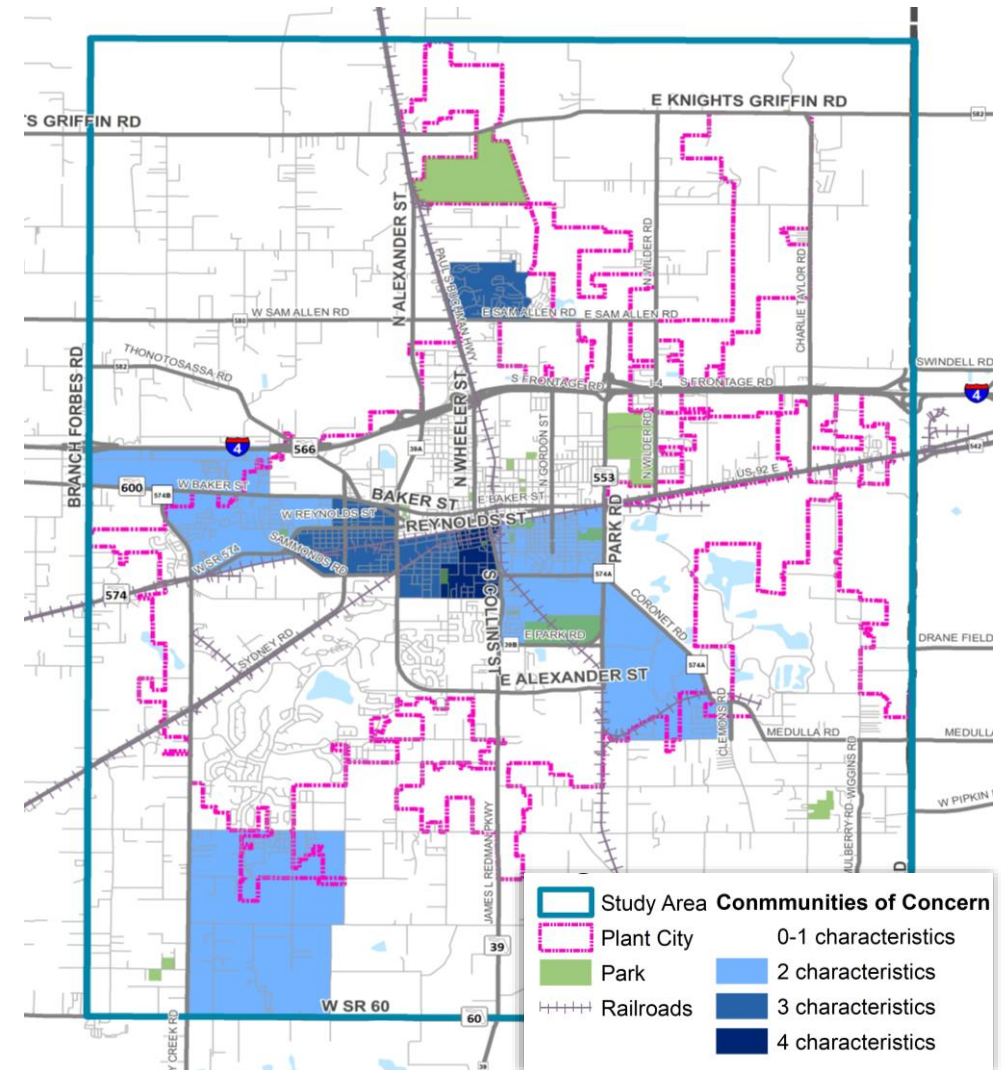 E KNIGHTS GRIFFIN RD
582
TS GRIFFIN RD
N ALEXANDER ST
PAUL S BUCHMAN HWY
N WILDER RD
CHARLIE TAYLOR RD
W SAM ALLEN RD
580
E SAM ALLEN RD
E SAM ALLEN RD
BRANCH FORBES RD
THONOTOSASSA RD
582
SWINDELL RD
S FRONTAGE RD
I-4
S FRONTAGE RD
4
N WHEELER ST
N GORDON ST
N WILDER RD
4
566
39A
553
US-92 E
542
600
W BAKER ST
574B
BAKER ST
E BAKER ST
W REYNOLDS ST
REYNOLDS ST
PARK RD
SAMMONDS RD
W SR 574
574
574A
S COLLINS ST
CORONET RD
SYDNEY RD
39B
E PARK RD
DRANE FIELD
574A
E ALEXANDER ST
CLEMONS RD
MEDULLA RD
MEDULLA
W PIPKIN
MULBERRY RD
WIGGINS RD
JAMES L REDMAN PKWY
D
39
W SR 60
60
Y CREEK RD
39
Study Area
Plant City
Park
Railroads
Conmmunities of Concern
0-1 characteristics
2 characteristics
3 characteristics
4 characteristics